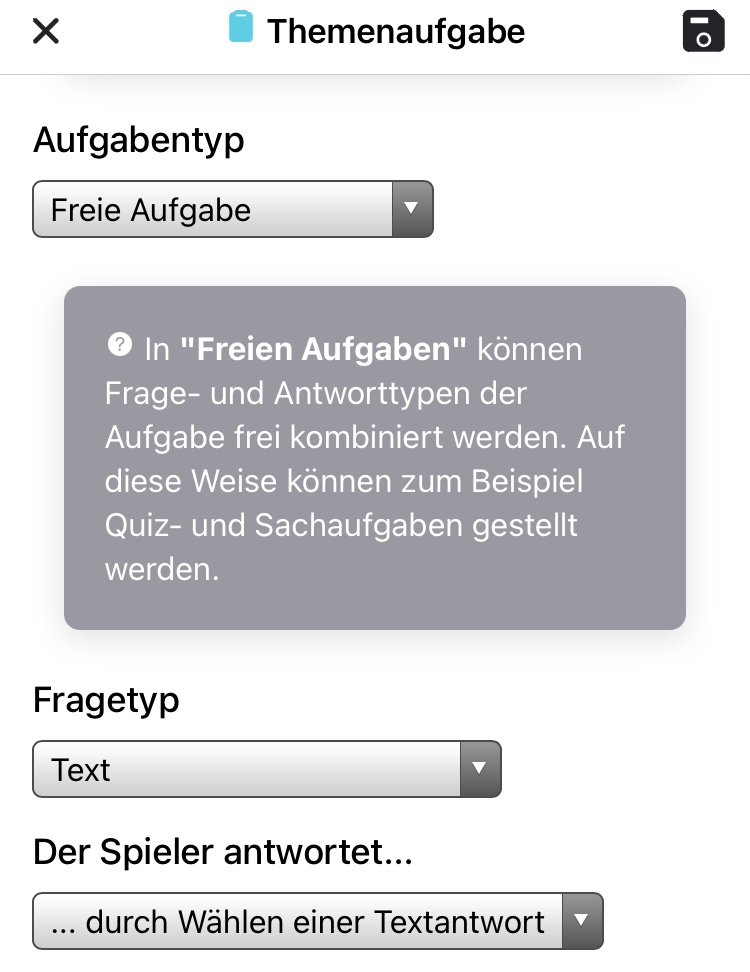 Themenaufgabe
Aufgabentyp
Freie Aufgabe
In "Freien Aufgaben" können
Frage- und Antworttypen der
Aufgabe frei kombiniert werden. Auf
diese Weise können zum Beispiel
Quiz- und Sachaufgaben gestellt
werden.
Fragetyp
Text
Der Spieler antwortet...
... durch Wählen einer Textantwort